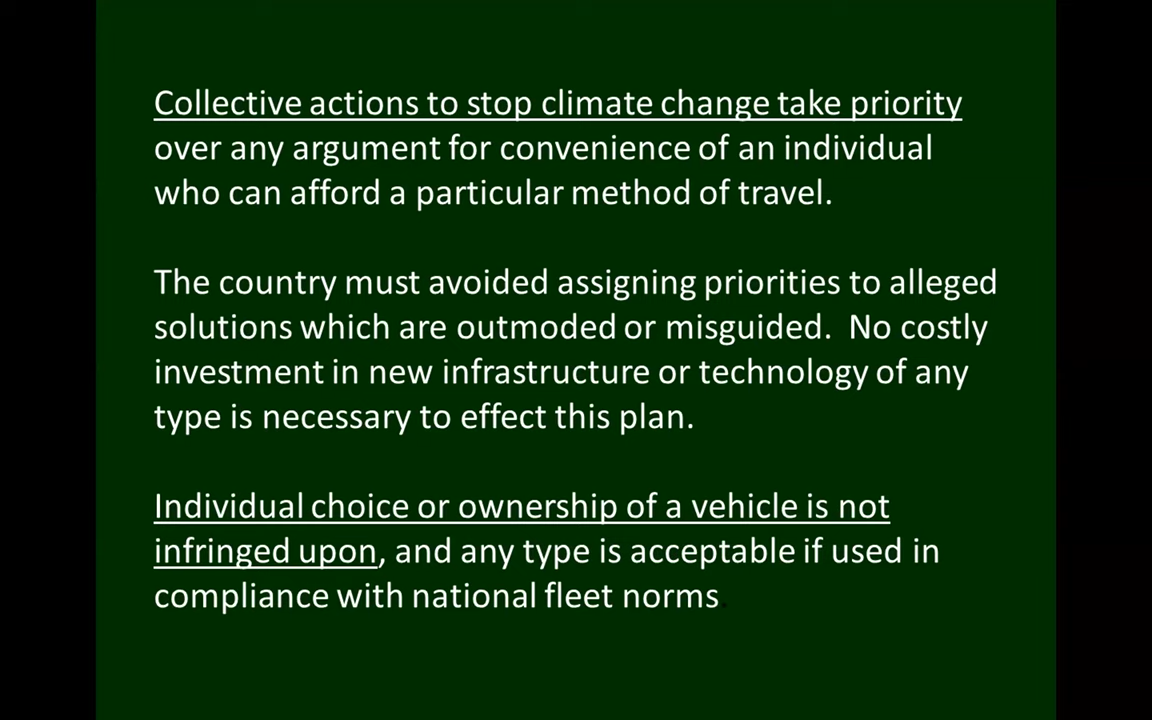 Collective actions to stop climate change take priority
over any argument for convenience of an individual
who can afford a particular method of travel.
The country must avoided assigning priorities to alleged
solutions which are outmoded or misguided.  No costly
investment in new infrastructure or technology of any
type is necessary to effect this plan.
Individual choice or ownership of a vehicle is not
infringed upon, and any type is acceptable if used in
compliance with national fleet norms.